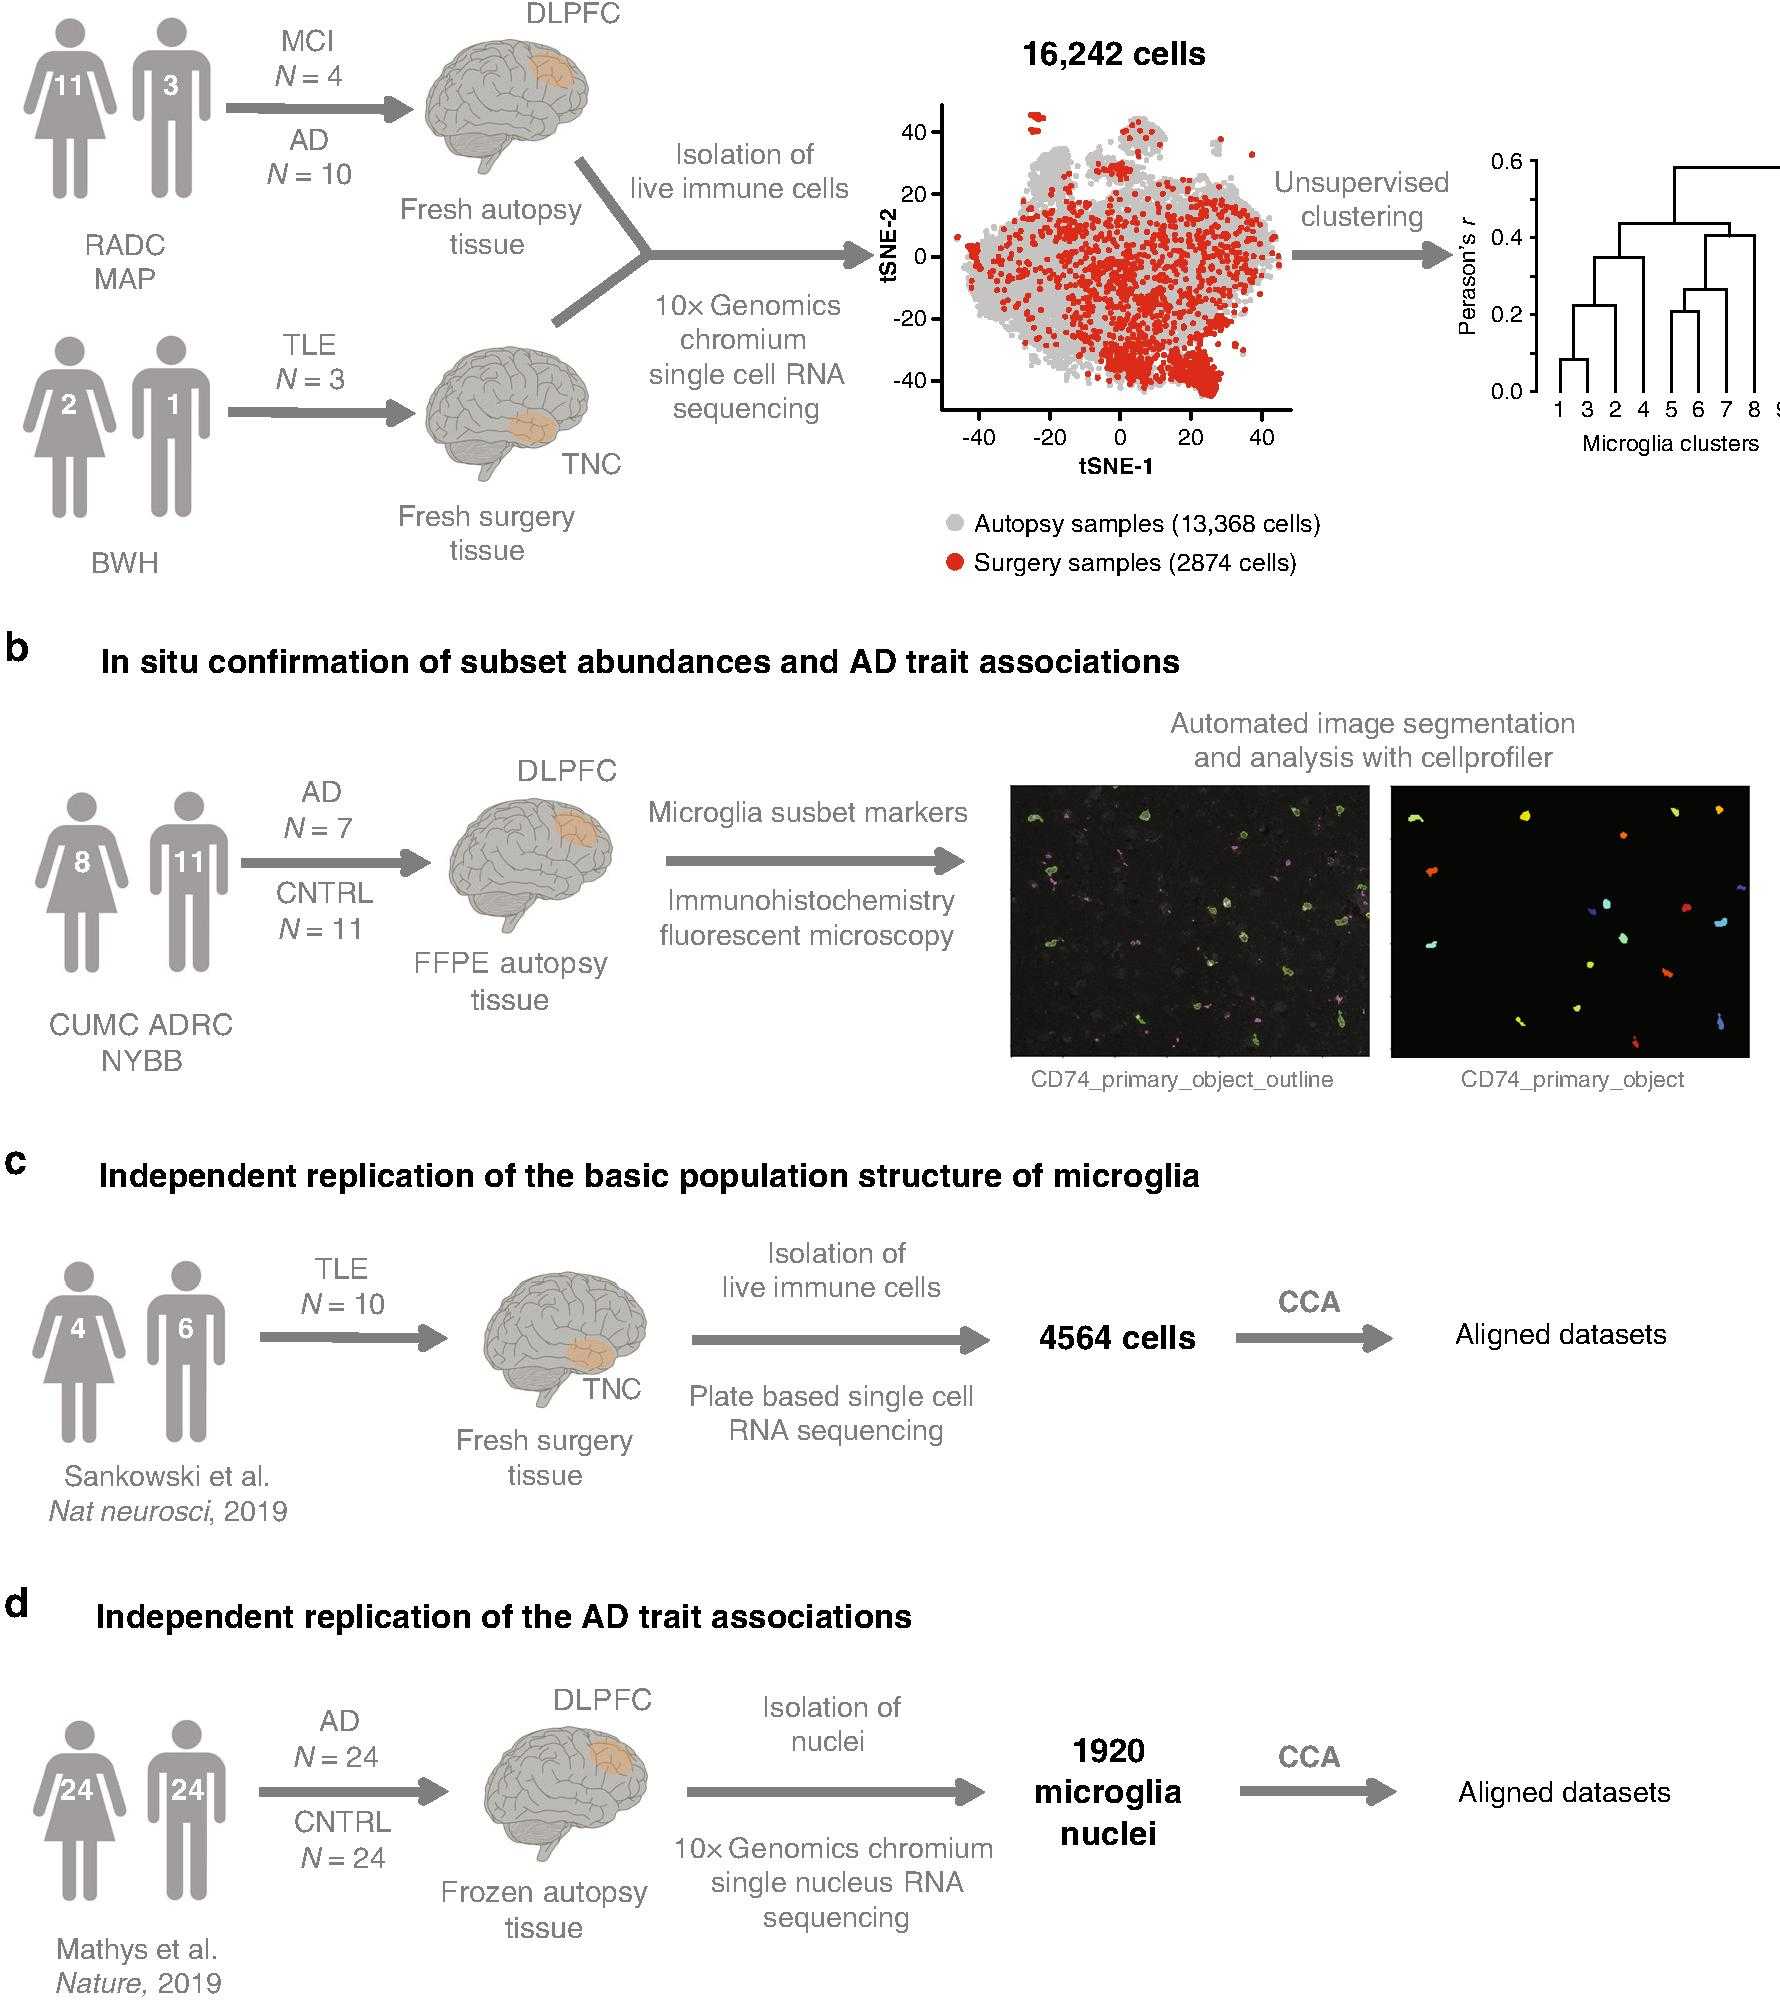 DLPFC
MCI
N = 4
11
3
AD
N = 10
RADC
MAP
Fresh autopsy
tissue
Isolation of
live immune cells
10x Genomics
chromium
single cell RNA
sequencing
TLE
N = 3
2
1
BWH
TNC
Fresh surgery
tissue
16,242 cells
40
20
0
-20
-40
tSNE-2
-40 -20 0 20 40
tSNE-1
Autopsy samples (13,368 cells)
Surgery samples (2874 cells)
Unsupervised
clustering
0.6
0.4
0.2
0.0
Perason's r
1 3 2 4 5 6 7 8
Microglia clusters
b
In situ confirmation of subset abundances and AD trait associations
8
11
AD
N = 7
CNTRL
N = 11
CUMC ADRC
NYBB
DLPFC
FFPE autopsy
tissue
Microglia susbet markers
Immunohistochemistry
fluorescent microscopy
Automated image segmentation
and analysis with cellprofiler
CD74_primary_object_outline
CD74_primary_object
c
Independent replication of the basic population structure of microglia
4
6
TLE
N = 10
Sankowski et al.
Nat neurosci, 2019
TNC
Fresh surgery
tissue
Isolation of
live immune cells
Plate based single cell
RNA sequencing
4564 cells
CCA
Aligned datasets
d
Independent replication of the AD trait associations
24
24
AD
N = 24
CNTRL
N = 24
Mathys et al.
Nature, 2019
DLPFC
Frozen autopsy
tissue
Isolation of
nuclei
10x Genomics chromium
single nucleus RNA
sequencing
1920
microglia
nuclei
CCA
Aligned datasets